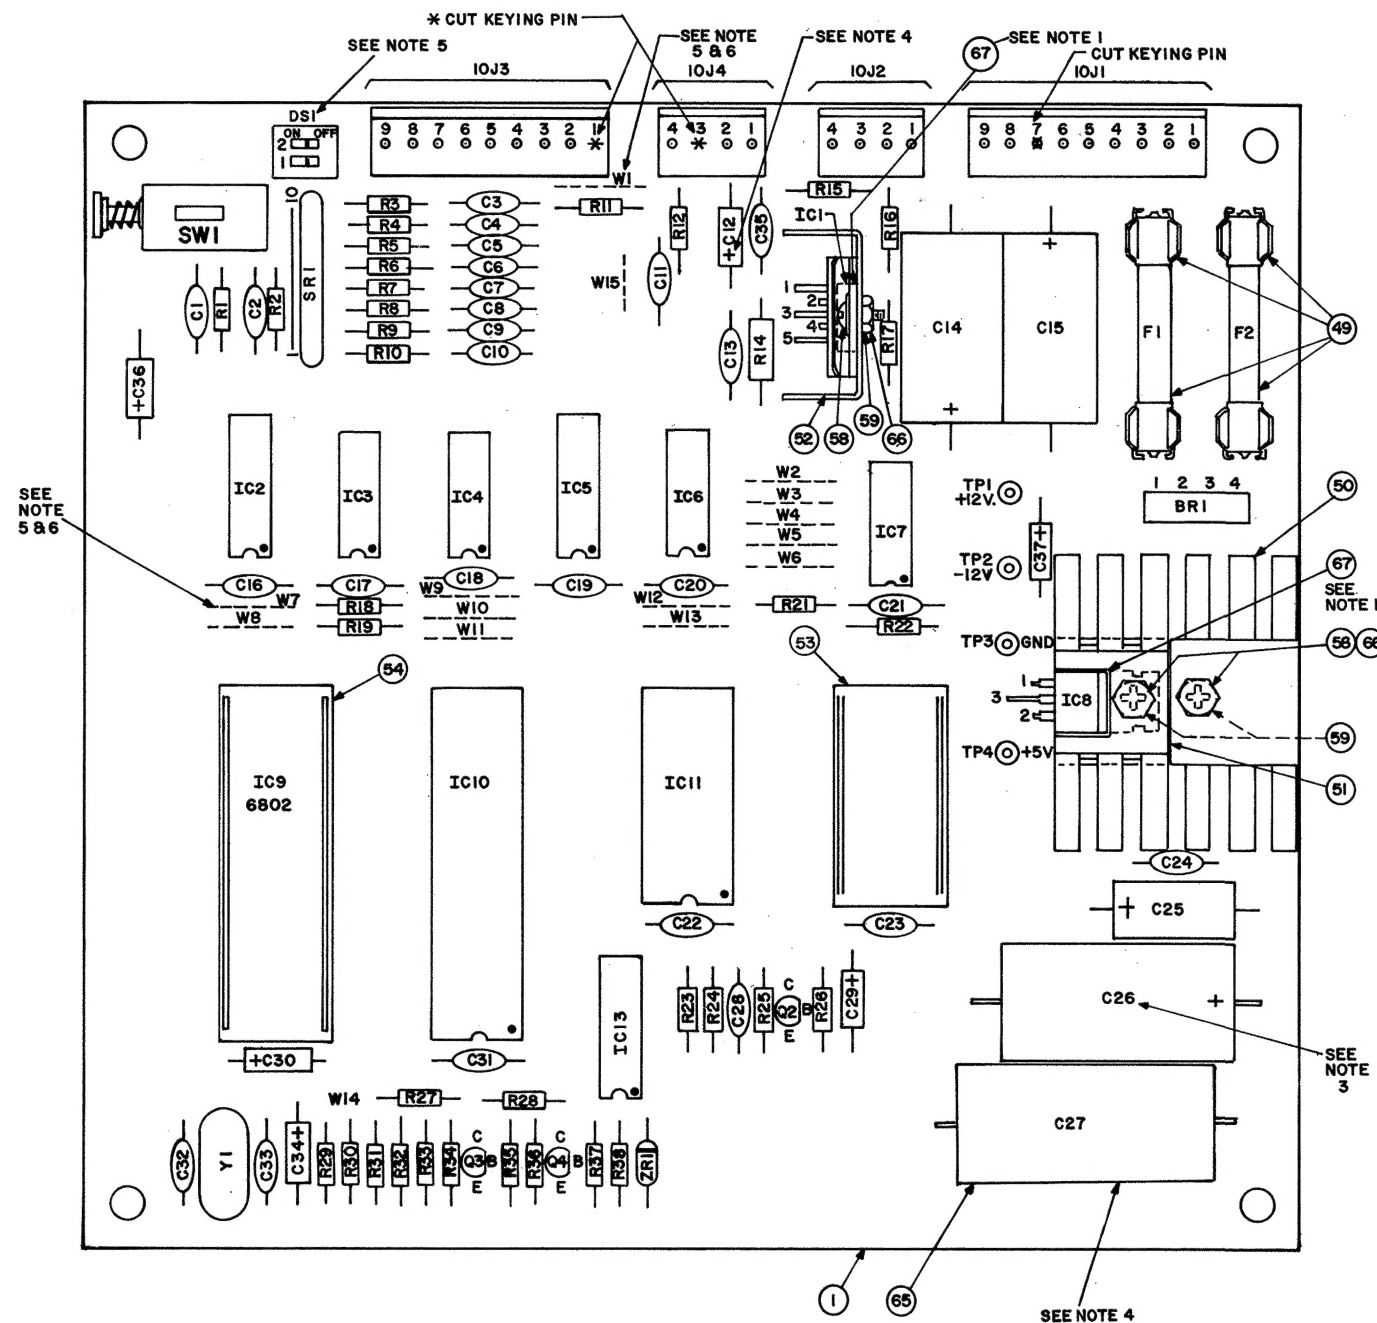 * CUT KEYING PIN
SEE NOTE 5
SEE NOTE
5 & 6
SEE NOTE 4
67
SEE NOTE 1
CUT KEYING PIN
10J3
10J4
10J2
10J1
DS1
ON OFF
2
1
9 8 7 6 5 4 3 2 1
*
4 3 2 1
*
4 3 2 1
9 8 7 6 5 4 3 2 1
SW1
10
SR1
1
C1
R1
C2
R2
+C36
R3
R4
R5
R6
R7
R8
R9
R10
C3
C4
C5
C6
C7
C8
C9
C10
W1
R11
W15
C11
R12
+C12
C35
C13
R14
R15
IC1
R16
R17
1
2
3
4
5
52
58
59
66
C14
+
C15
+
F1
F2
49
IC2
IC3
IC4
IC5
IC6
W2
W3
W4
W5
W6
IC7
TP1
+12V.
TP2
-12V
C37+
1 2 3 4
BR1
50
SEE
NOTE
5 & 6
C16
W7
W8
C17
R18
R19
C18
W9
W10
W11
C19
C20
W12
W13
R21
C21
R22
67
SEE
NOTE 1
TP3 GND
58
66
1
3
2
IC8
59
TP4 +5V
51
54
53
IC9
6802
IC10
IC11
C22
C23
C24
+ C25
C26 +
SEE
NOTE
3
C27
IC13
R23
R24
C28
R25
C
Q2 B
E
R26
C29+
+C30
C31
W14
R27
R28
C32
Y1
C33
C34+
R29
R30
R31
R32
R33
R34
C
Q3 B
E
R35
R36
C
Q4 B
E
R37
R38
ZR1
1
65
SEE NOTE 4